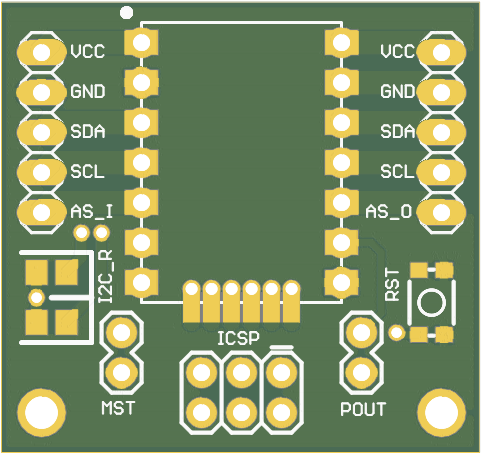 VCC VCC
GND GND
SDA SDA
SCL SCL
AS_I AS_O
I2C_R
RST
ICSP
MST
POUT